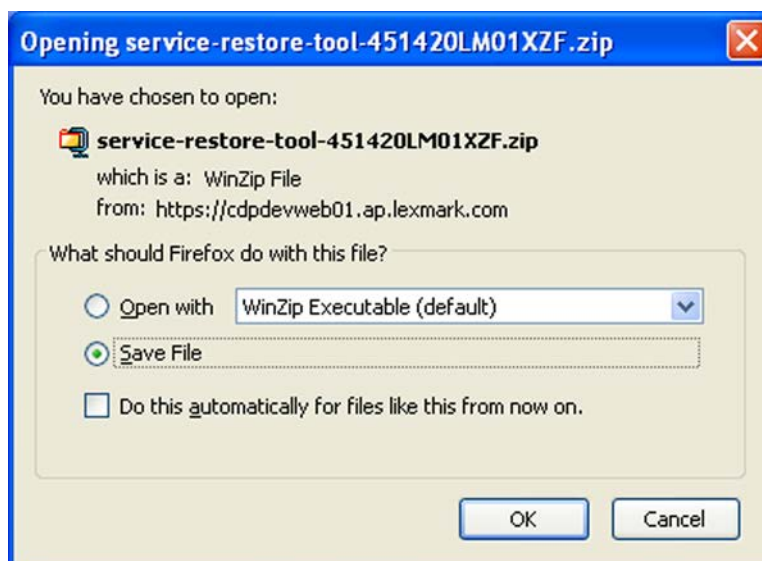 Opening service-restore-tool-451420LM01XZF.zip
You have chosen to open:
service-restore-tool-451420LM01XZF.zip
which is a: WinZip File
from: https://cdpdevweb01.ap.lexmark.com
What should Firefox do with this file?
Open with WinZip Executable (default)
Save File
Do this automatically for files like this from now on.
OK Cancel